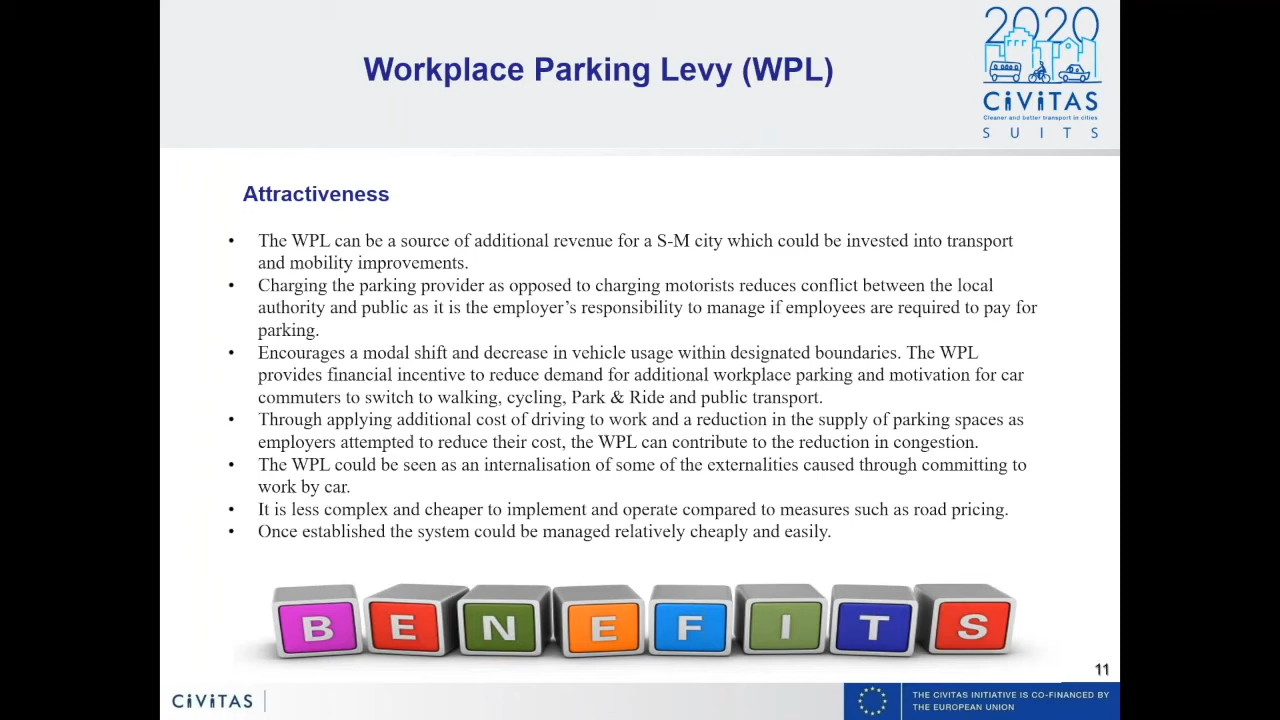 Workplace Parking Levy (WPL)
2020
CiViTAS
Cleaner and better transport in cities
SUITS
Attractiveness
• The WPL can be a source of additional revenue for a S-M city which could be invested into transport
and mobility improvements.
• Charging the parking provider as opposed to charging motorists reduces conflict between the local
authority and public as it is the employer’s responsibility to manage if employees are required to pay for
parking.
• Encourages a modal shift and decrease in vehicle usage within designated boundaries. The WPL
provides financial incentive to reduce demand for additional workplace parking and motivation for car
commuters to switch to walking, cycling, Park & Ride and public transport.
• Through applying additional cost of driving to work and a reduction in the supply of parking spaces as
employers attempted to reduce their cost, the WPL can contribute to the reduction in congestion.
• The WPL could be seen as an internalisation of some of the externalities caused through committing to
work by car.
• It is less complex and cheaper to implement and operate compared to measures such as road pricing.
• Once established the system could be managed relatively cheaply and easily.
BENEFITS
11
CiViTAS
THE CIVITAS INITIATIVE IS CO-FINANCED BY
THE EUROPEAN UNION